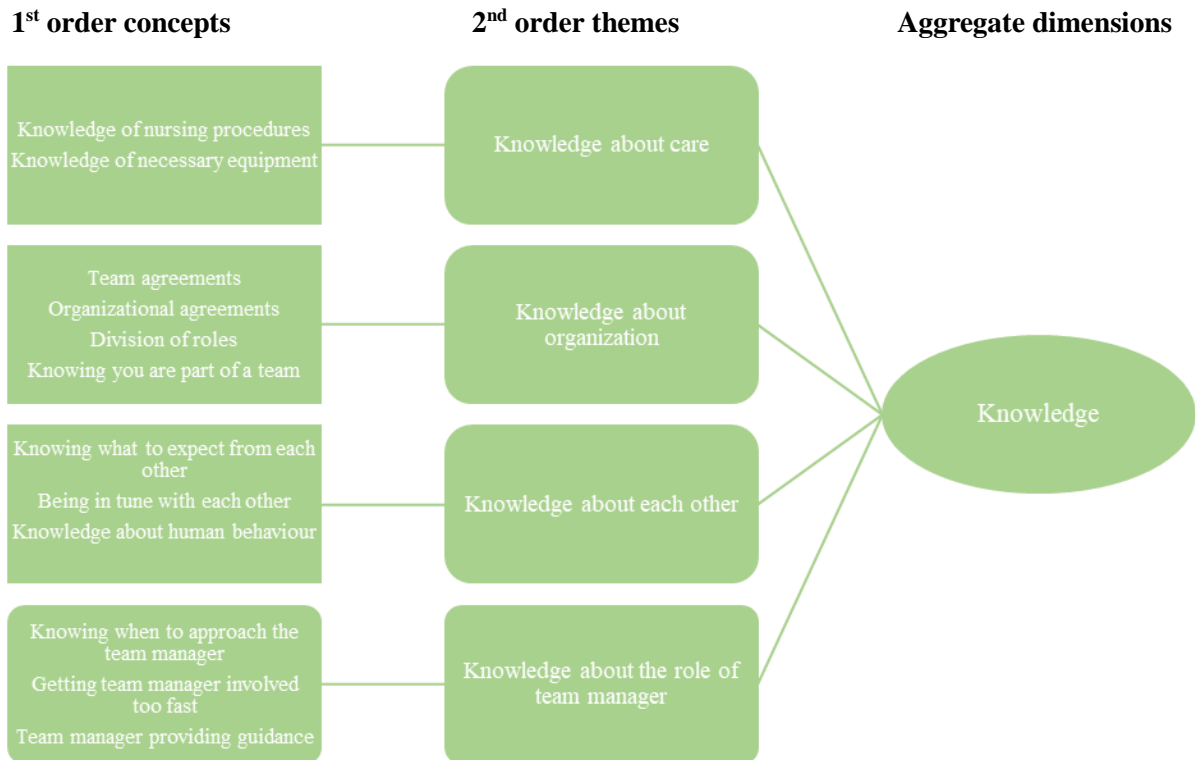 1st order concepts
2nd order themes
Aggregate dimensions
Knowledge of nursing procedures
Knowledge of necessary equipment
Knowledge about care
Team agreements
Organizational agreements
Division of roles
Knowing you are part of a team
Knowledge about
organization
Knowing what to expect from each
other
Being in tune with each other
Knowledge about human behaviour
Knowledge about each other
Knowing when to approach the
team manager
Getting team manager involved
too fast
Team manager providing guidance
Knowledge about the role of
team manager
Knowledge